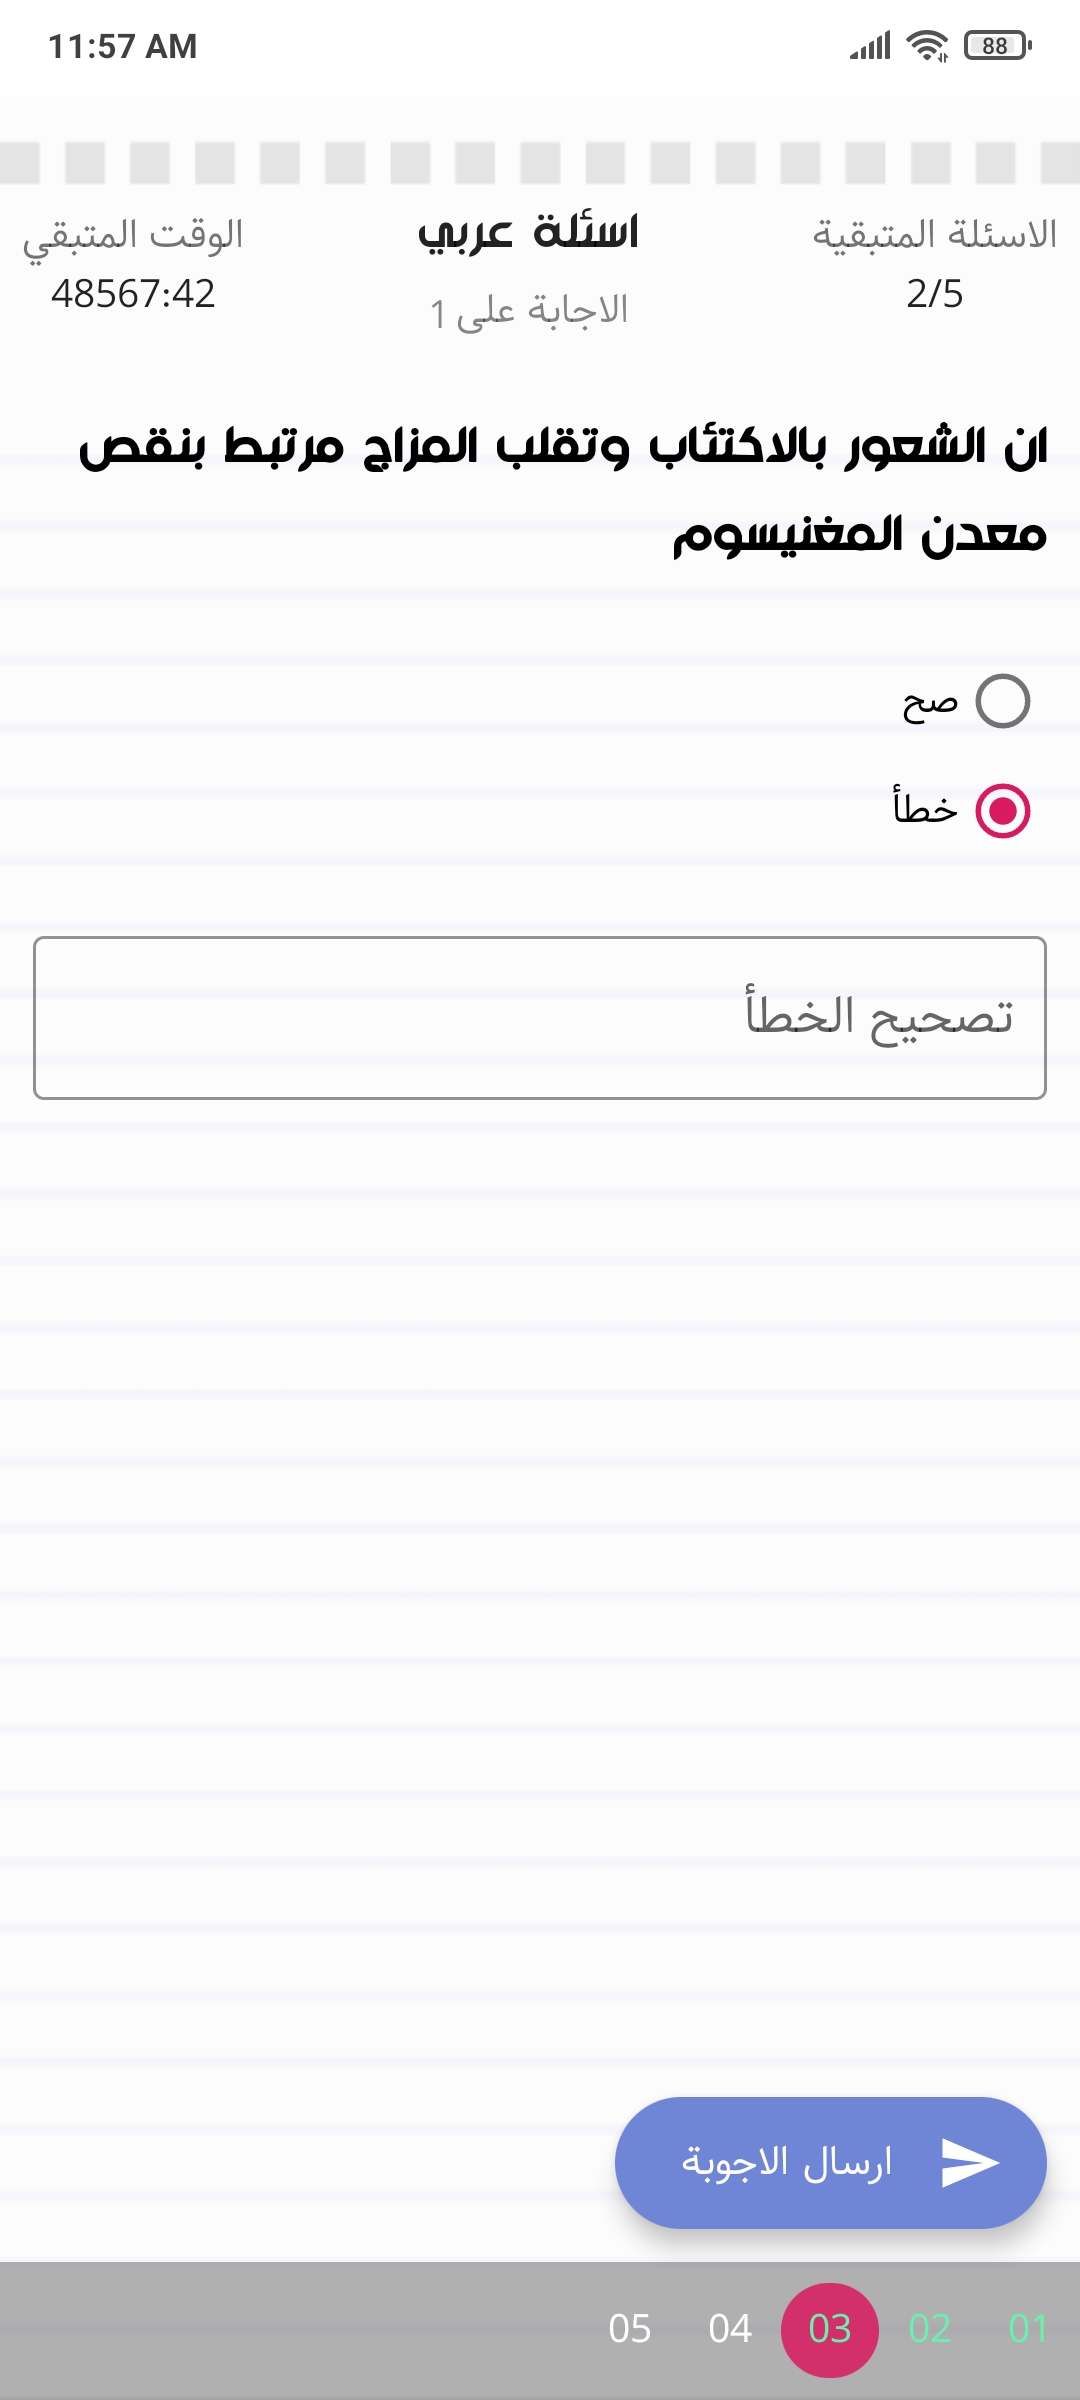 11:57 AM
88
الاسئلة المتبقية
2/5
اسئلة عربي
الاجابة على 1
الوقت المتبقي
48567:42
ان الشعور بالاكتئاب وتقلب المزاج مرتبط بنقص
معدن المغنيسوم
صح
خطأ
تصحيح الخطأ
ارسال الاجوبة
01 02 03 04 05